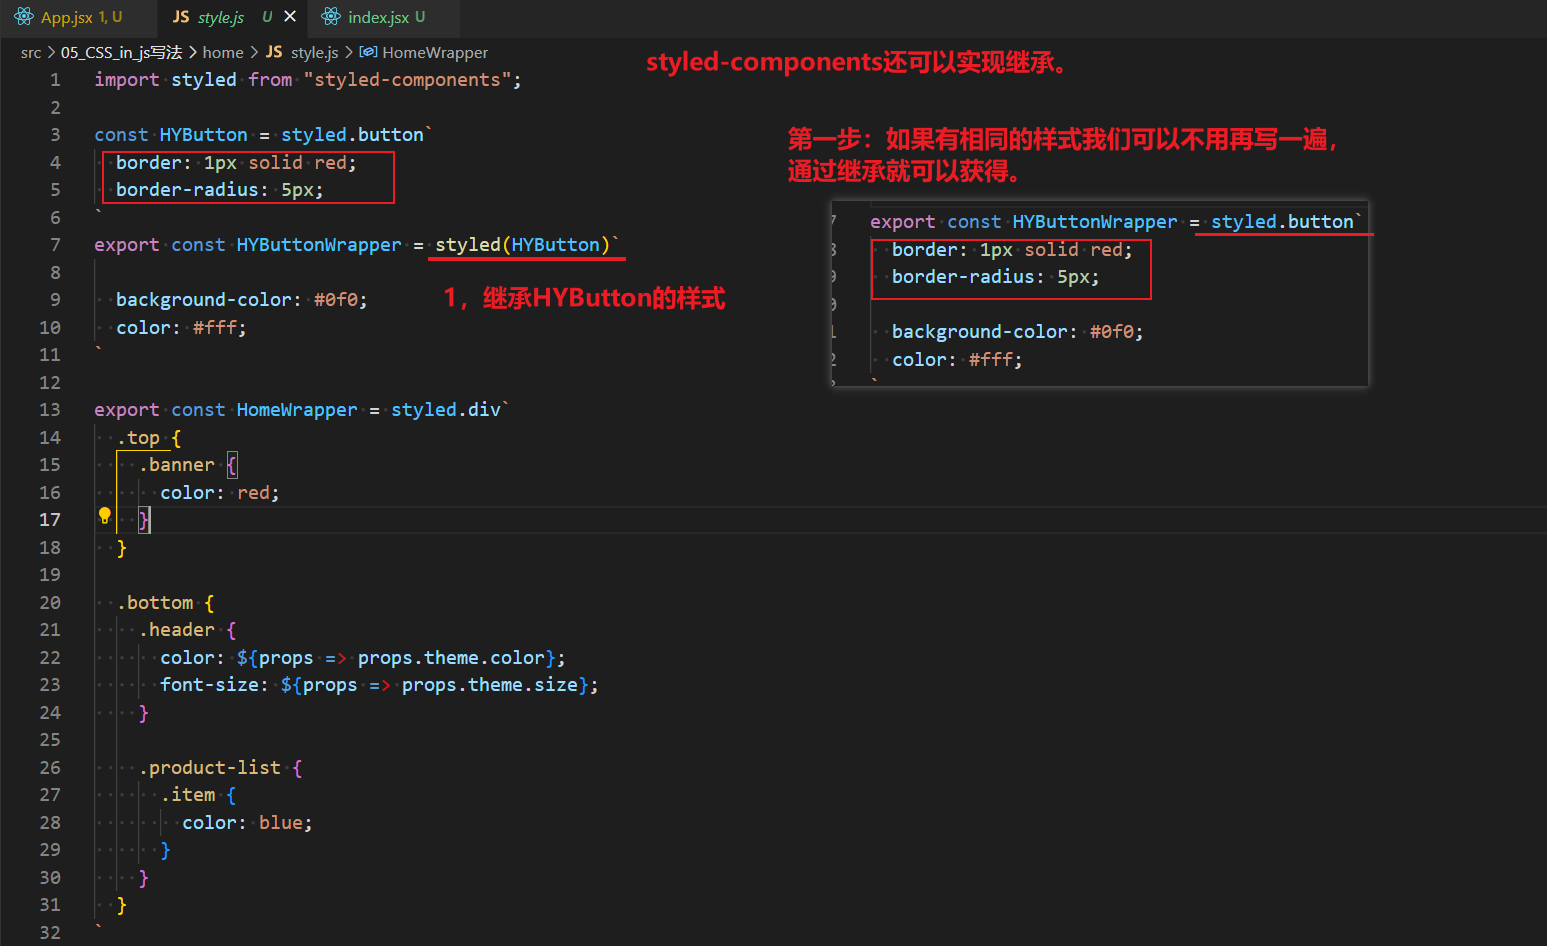 App.jsx 1, U
JS style.js U
index.jsx U
src > 05_CSS_in_js写法 > home > JS style.js > HomeWrapper
styled-components还可以实现继承。
1 import styled from "styled-components";
2
3 const HYButton = styled.button`
4 border: 1px solid red;
5 border-radius: 5px;
6 `
7 export const HYButtonWrapper = styled(HYButton)`
8
9 background-color: #0f0;
10 color: #fff;
11 `
12
13 export const HomeWrapper = styled.div`
14 .top {
15 .banner {
16 color: red;
17 }
18 }
19
20 .bottom {
21 .header {
22 color: ${props => props.theme.color};
23 font-size: ${props => props.theme.size};
24 }
25
26 .product-list {
27 .item {
28 color: blue;
29 }
30 }
31 }
32 `
1，继承HYButton的样式
第一步：如果有相同的样式我们可以不用再写一遍，
通过继承就可以获得。
export const HYButtonWrapper = styled.button`
border: 1px solid red;
border-radius: 5px;
background-color: #0f0;
color: #fff;
`